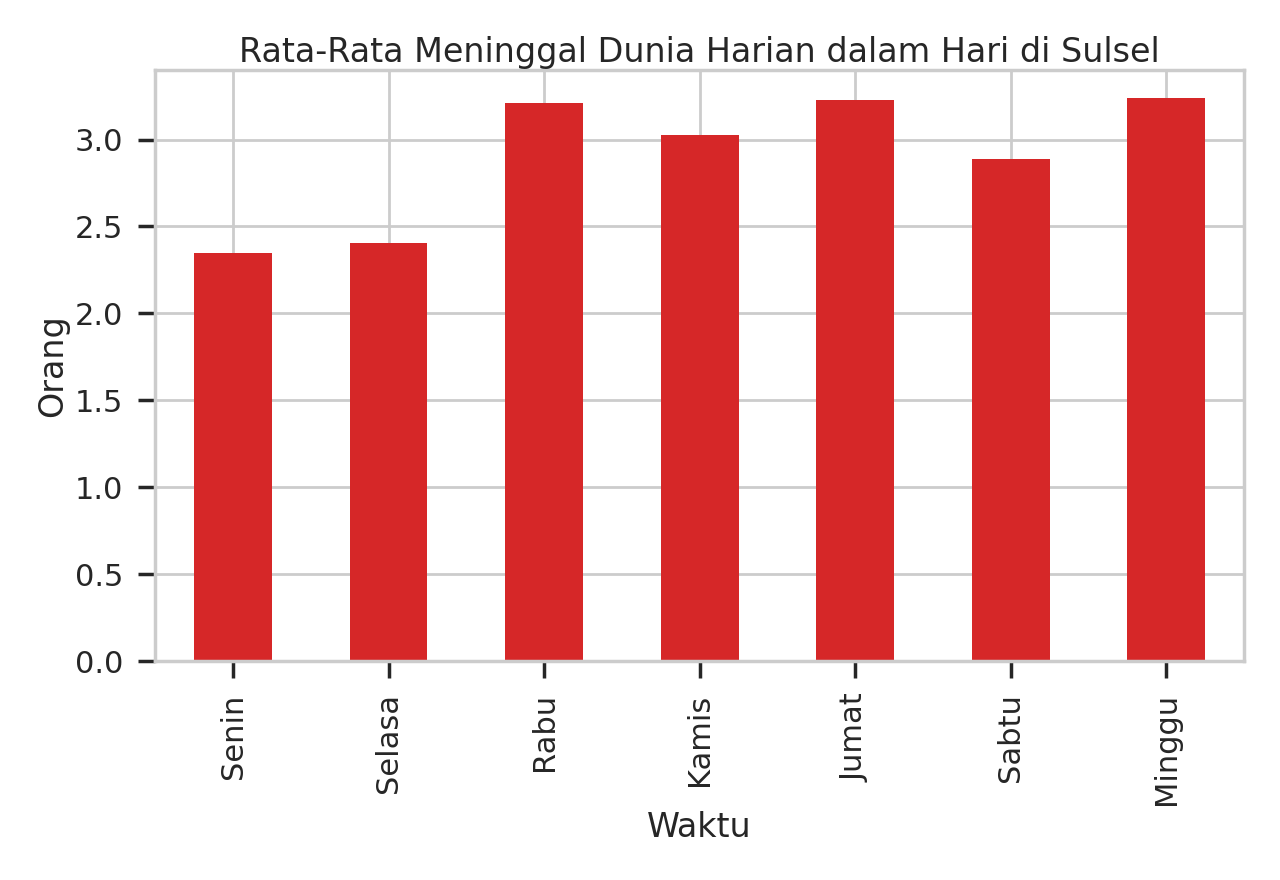 Rata-Rata Meninggal Dunia Harian dalam Hari di Sulsel
Orang
3.0
2.5
2.0
1.5
1.0
0.5
0.0
Senin
Selasa
Rabu
Kamis
Jumat
Sabtu
Minggu
Waktu